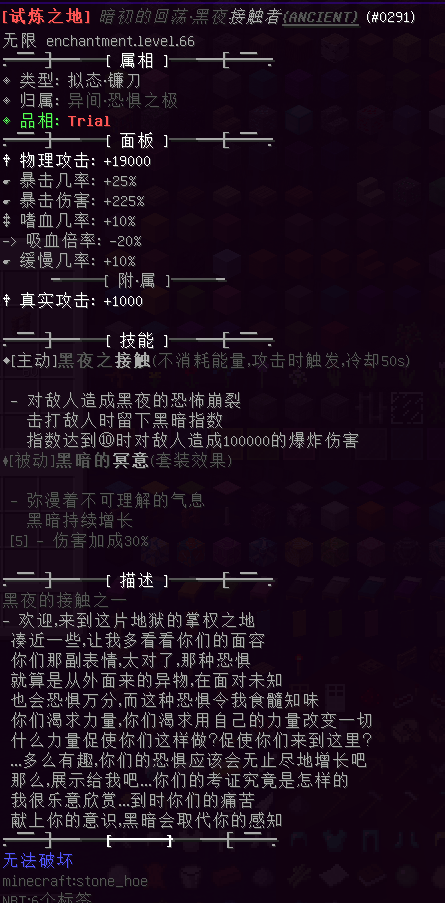 [试炼之地] 暗初的回荡·黑夜接触者{ANCIENT} (#0291)
无限 enchantment.level.66
[ 属相 ]
◈ 类型: 拟态·镰刀
◈ 归属: 异间·恐惧之极
◈ 品相: Trial
[ 面板 ]
† 物理攻击: +19000
☛ 暴击几率: +25%
☛ 暴击伤害: +225%
‡ 嗜血几率: +10%
-> 吸血倍率: -20%
☛ 缓慢几率: +10%
[ 附·属 ]
† 真实攻击: +1000
[ 技能 ]
◆[主动]黑夜之接触(不消耗能量,攻击时触发,冷却50s)
- 对敌人造成黑夜的恐怖崩裂
击打敌人时留下黑暗指数
指数达到⑩时对敌人造成100000的爆炸伤害
♦[被动]黑暗的冥意(套装效果)
- 弥漫着不可理解的气息
黑暗持续增长
[5] - 伤害加成30%
[ 描述 ]
黑夜的接触之一
- 欢迎,来到这片地狱的掌权之地
凑近一些,让我多看看你们的面容
你们那副表情,太对了,那种恐惧
就算是从外面来的异物,在面对未知
也会恐惧万分,而这种恐惧令我食髓知味
你们渴求力量,你们渴求用自己的力量改变一切
什么力量促使你们这样做?促使你们来到这里?
...多么有趣,你们的恐惧应该会无止尽地增长吧
那么,展示给我吧...你们的考证究竟是怎样的
我很乐意欣赏...到时你们的痛苦
献上你的意识,黑暗会取代你的感知
[ ]
无法破坏
minecraft:stone_hoe
NBT:6个标签